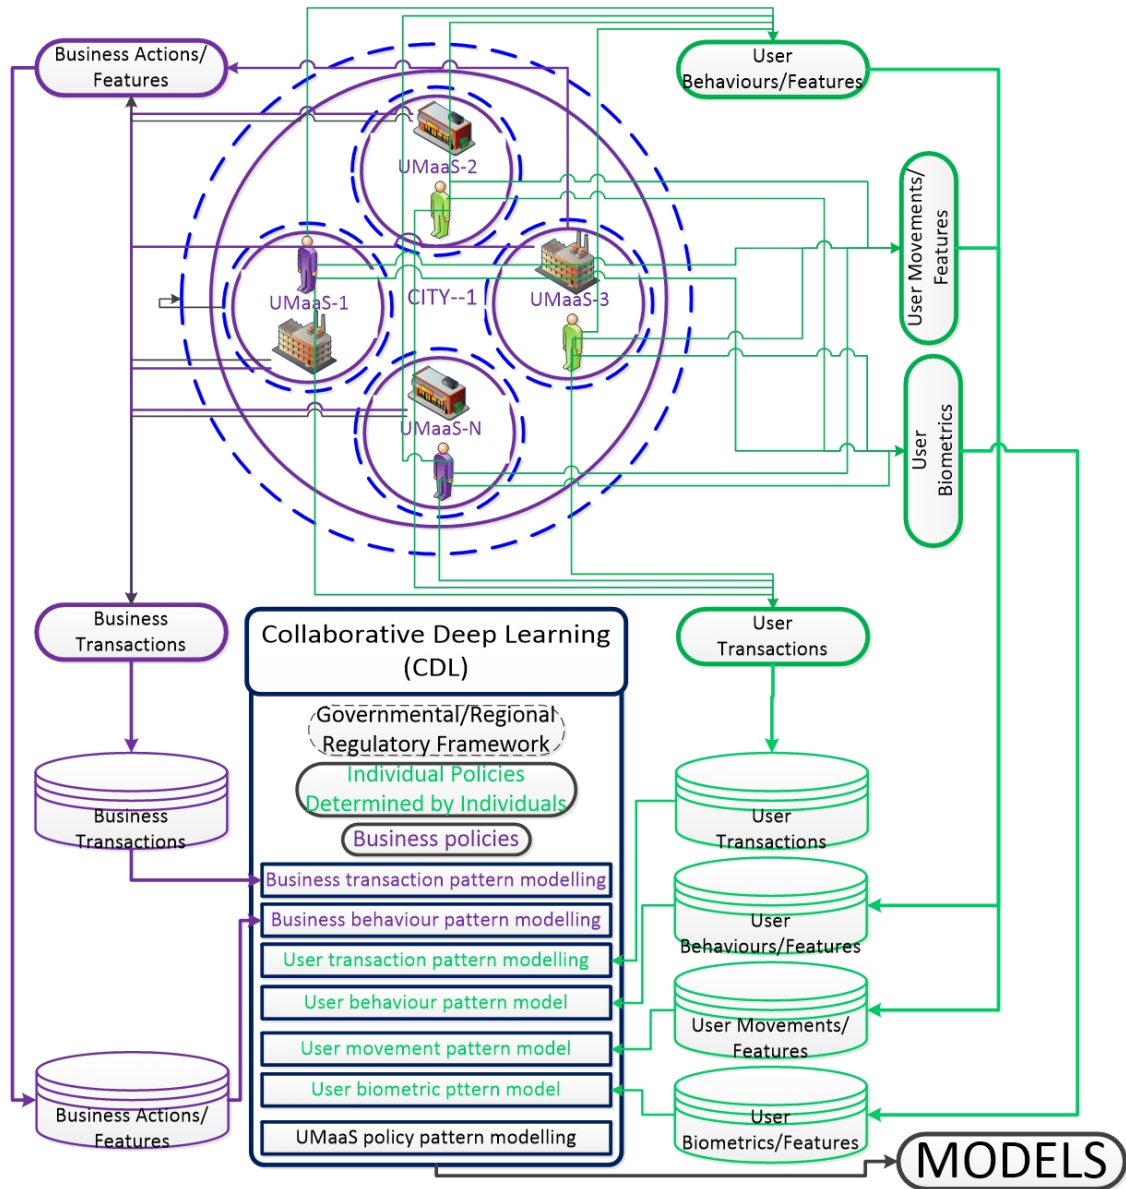 Business Actions/
Features
User
Behaviours/Features
UMaaS-2
User Movements/
Features
UMaaS-1
CITY--1
UMaaS-3
UMaaS-N
User
Biometrics
Business
Transactions
Collaborative Deep Learning
(CDL)
User
Transactions
Governmental/Regional
Regulatory Framework
Individual Policies
Determined by Individuals
Business policies
Business
Transactions
User
Transactions
Business transaction pattern modelling
Business behaviour pattern modelling
User transaction pattern modelling
User behaviour pattern model
User movement pattern model
User biometric pttern model
UMaaS policy pattern modelling
User
Behaviours/Features
User Movements/
Features
Business Actions/
Features
User
Biometrics/Features
MODELS